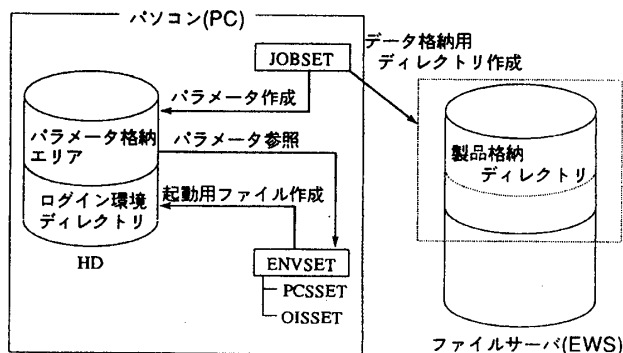 パソコン(PC)
JOBSET
データ格納用
ディレクトリ作成
パラメータ作成
パラメータ格納
エリア
パラメータ参照
製品格納
ディレクトリ
ログイン環境
ディレクトリ
起動用ファイル作成
HD
ENVSET
PCSSET
OISSET
ファイルサーバ(EWS)